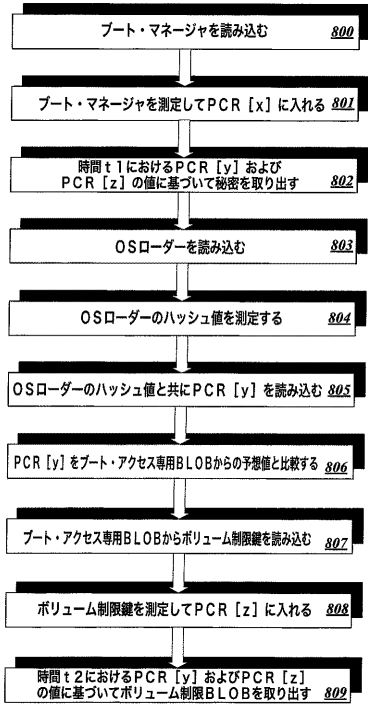 ブート・マネージャを読み込む 800
ブート・マネージャを測定してPCR[x]に入れる 801
時間t1におけるPCR[y]および
PCR[z]の値に基づいて秘密を取り出す 802
OSローダーを読み込む 803
OSローダーのハッシュ値を測定する 804
OSローダーのハッシュ値と共にPCR[y]を読み込む 805
PCR[y]をブート・アクセス専用BLOBからの予想値と比較する 806
ブート・アクセス専用BLOBからボリューム制限鍵を読み込む 807
ボリューム制限鍵を測定してPCR[z]に入れる 808
時間t2におけるPCR[y]およびPCR[z]
の値に基づいてボリューム制限BLOBを取り出す 809